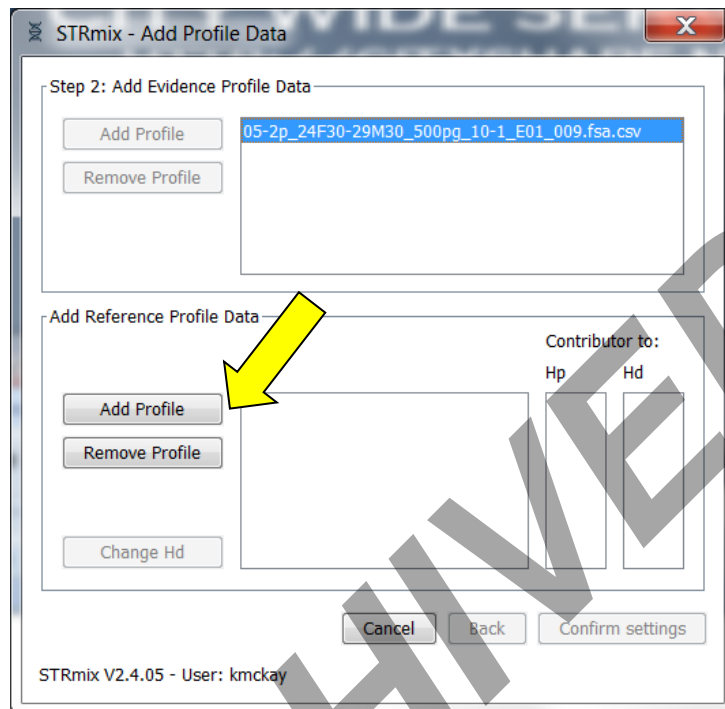 STRmix - Add Profile Data
Step 2: Add Evidence Profile Data
Add Profile
05-2p_24F30-29M30_500pg_10-1_E01_009.fsa.csv
Remove Profile
Add Reference Profile Data
Contributor to:
Hp Hd
Add Profile
Remove Profile
Change Hd
Cancel Back Confirm settings
STRmix V2.4.05 - User: kmckay
HIVED